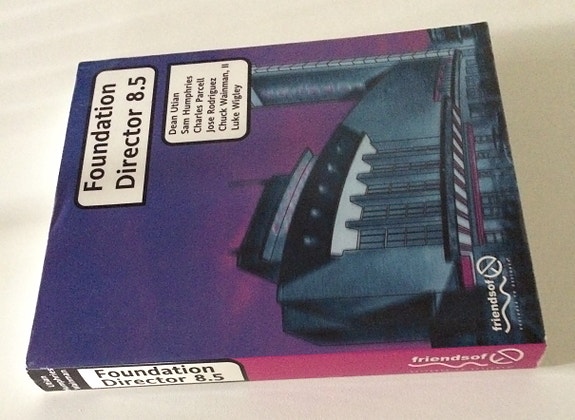 Foundation
Director 8.5
Dean Utian
Sam Humphries
Charles Parcell
Jose Rodriguez
Chuck Wainman, II
Luke Wigley
friendsof
Foundation
Director 8.5
friendsof